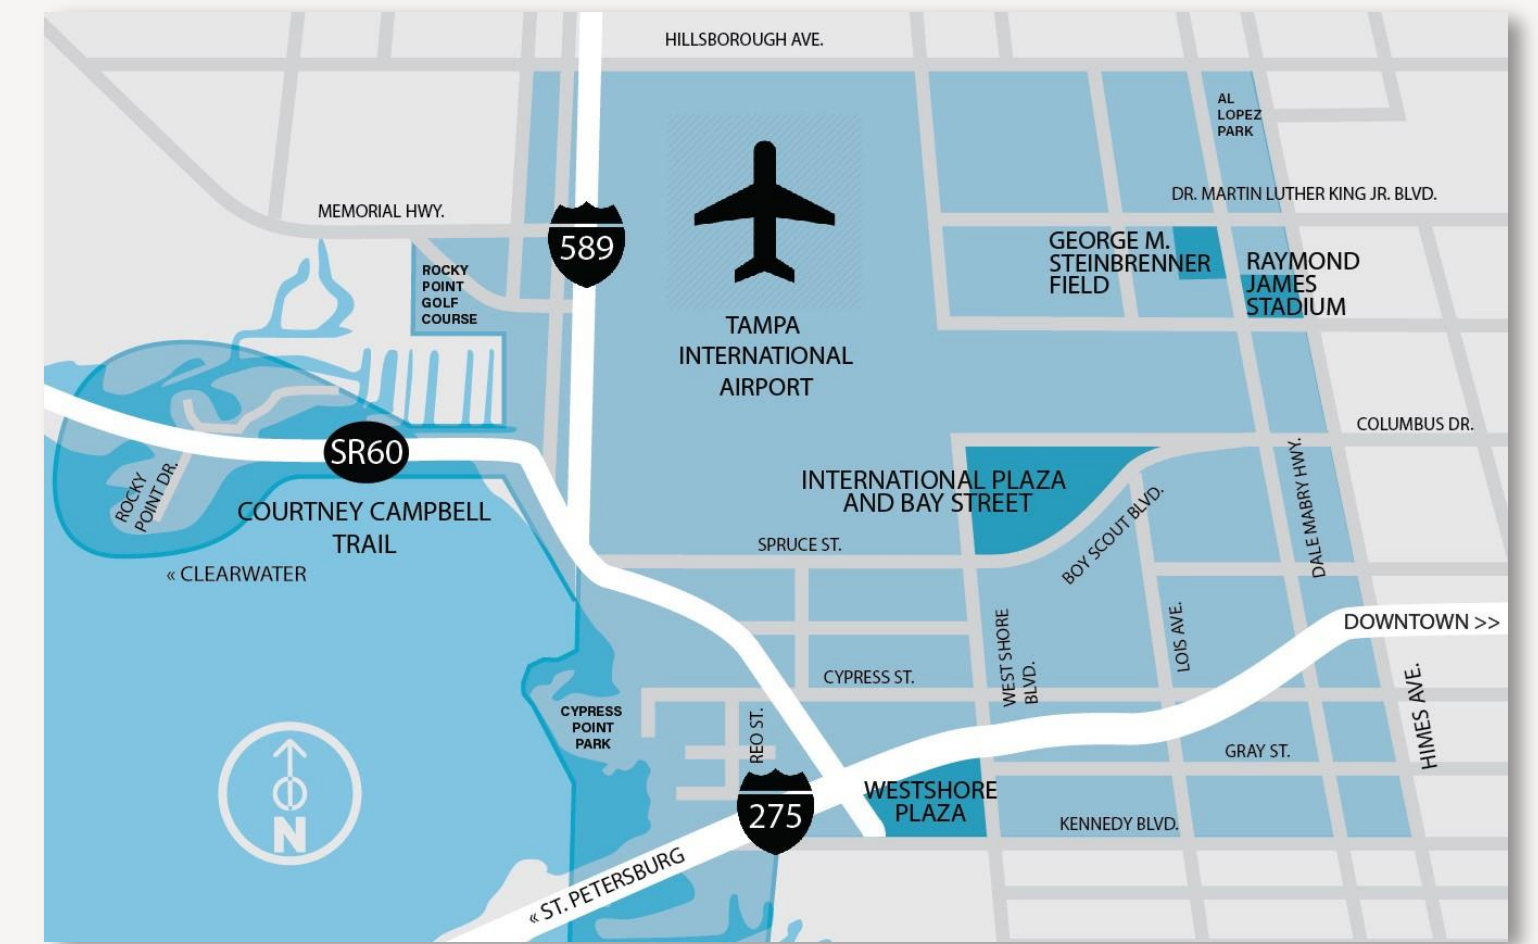 HILLSBOROUGH AVE.
AL
LOPEZ
PARK
DR. MARTIN LUTHER KING JR. BLVD.
MEMORIAL HWY.
589
GEORGE M.
STEINBRENNER
FIELD
RAYMOND
JAMES
STADIUM
ROCKY
POINT
GOLF
COURSE
TAMPA
INTERNATIONAL
AIRPORT
COLUMBUS DR.
SR60
INTERNATIONAL PLAZA
AND BAY STREET
ROCKY
POINT DR.
COURTNEY CAMPBELL
TRAIL
« CLEARWATER
SPRUCE ST.
BOY SCOUT BLVD.
DALE MABRY HWY.
WEST SHORE
BLVD.
LOIS AVE.
DOWNTOWN >>
CYPRESS ST.
HIMES AVE.
CYPRESS
POINT
PARK
REO ST.
GRAY ST.
WESTSHORE
PLAZA
275
KENNEDY BLVD.
N
« ST. PETERSBURG